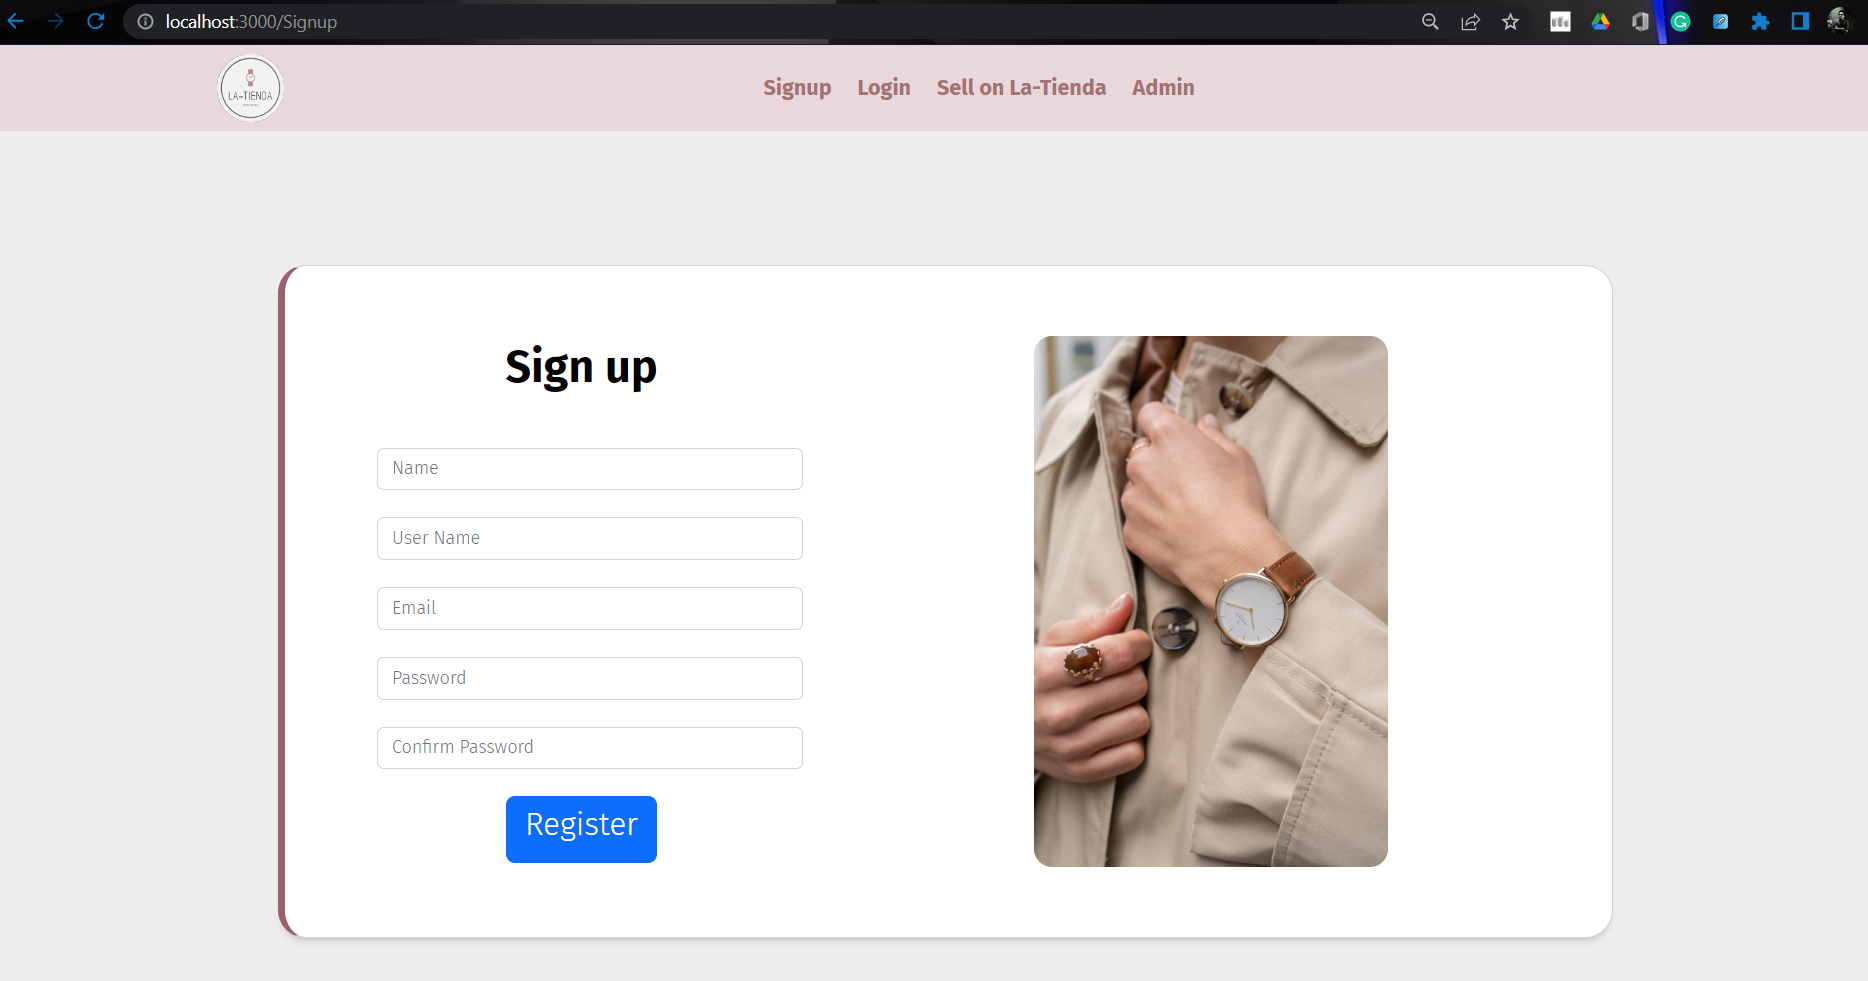 localhost:3000/Signup
LA-TIENDA
Signup Login Sell on La-Tienda Admin
Sign up
Name
User Name
Email
Password
Confirm Password
Register